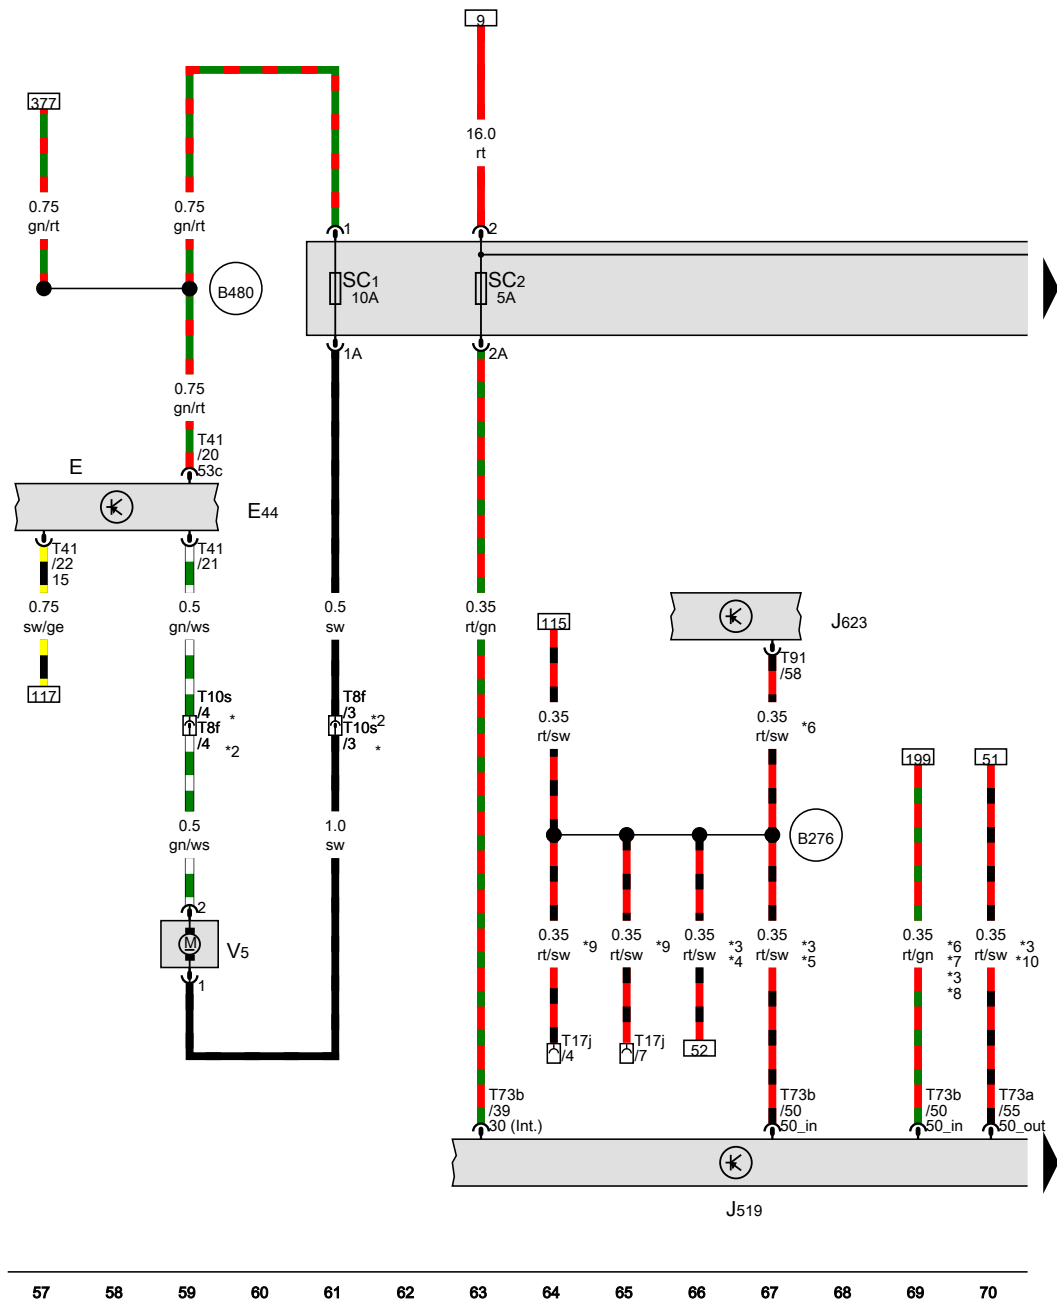 9
377
16.0
rt
0.75
gn/rt
0.75
gn/rt
1
2
B480
SC1
10A
SC2
5A
1A
2A
0.75
gn/rt
T41
/20
53c
E
E44
T41
/22
15
T41
/21
0.75
sw/ge
0.5
gn/ws
0.5
sw
0.35
rt/gn
115
J623
T91
/58
117
T10s
/4
*
T8f
/4
*2
T8f
/3
*2
T10s
/3
*
0.35
rt/sw
0.35
rt/sw
*6
199
51
0.5
gn/ws
1.0
sw
B276
2
V5
M
1
0.35
rt/sw
*9
0.35
rt/sw
*9
0.35
rt/sw
*3
*4
0.35
rt/sw
*3
*5
0.35
rt/gn
*6
*7
*3
*8
0.35
rt/sw
*3
*10
T17j
/4
T17j
/7
52
T73b
/39
30 (Int.)
T73b
/50
50_in
T73b
/50
50_in
T73a
/55
50_out
J519
57 58 59 60 61 62 63 64 65 66 67 68 69 70